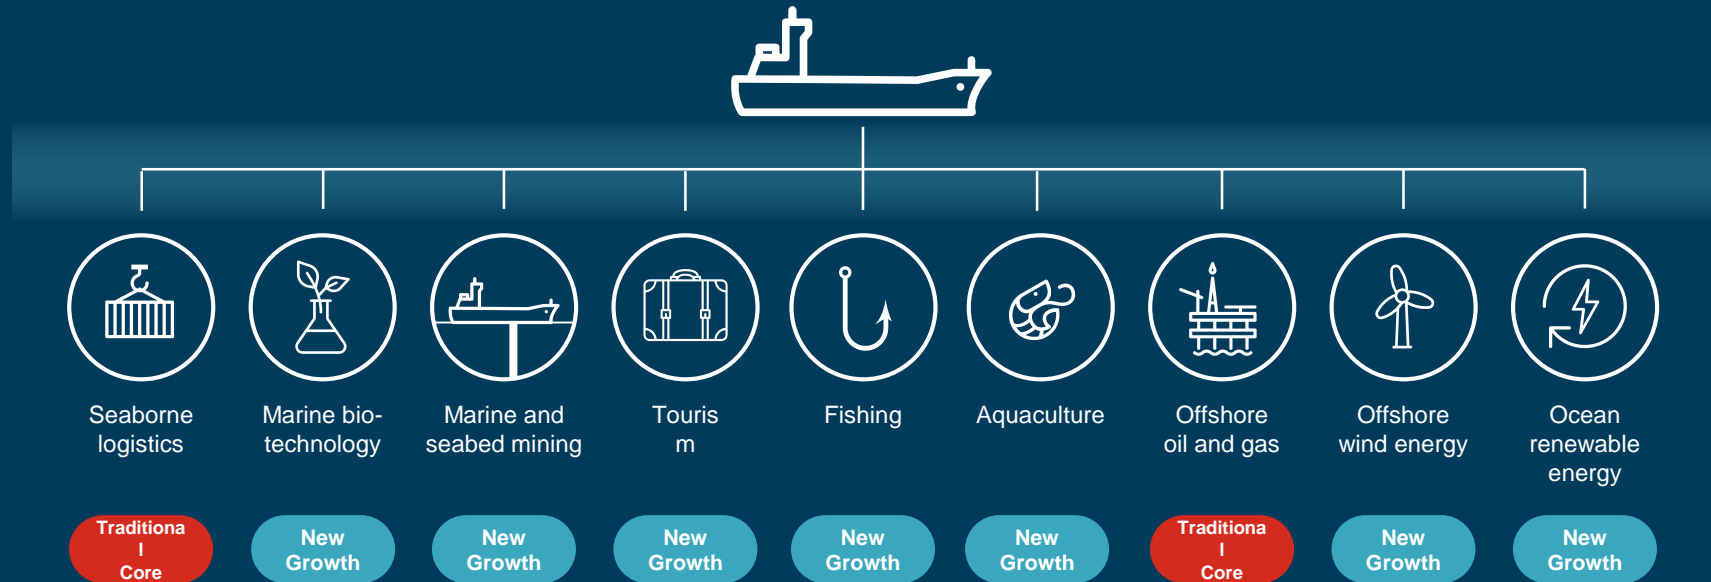 Seaborne
logistics
Marine bio-
technology
Marine and
seabed mining
Touris
m
Fishing
Aquaculture
Offshore
oil and gas
Offshore
wind energy
Ocean
renewable
energy
Traditiona
l
Core
New
Growth
New
Growth
New
Growth
New
Growth
New
Growth
Traditiona
l
Core
New
Growth
New
Growth